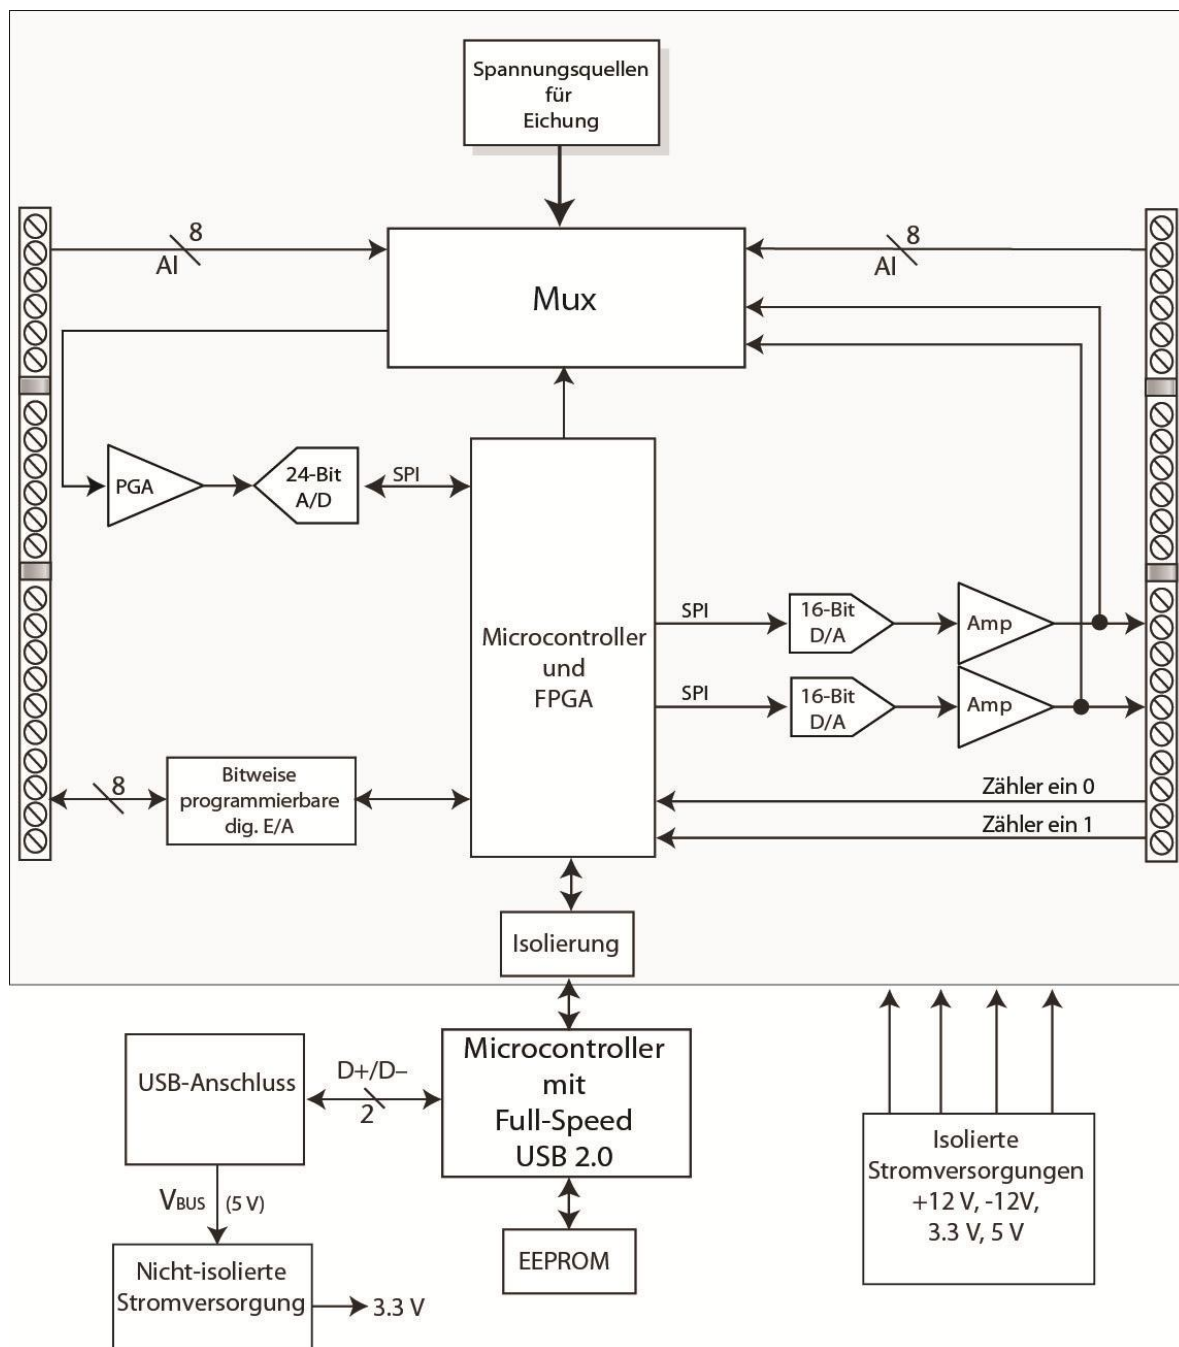 Spannungsquellen
für
Eichung
8
AI
Mux
8
AI
PGA
24-Bit
A/D
SPI
Microcontroller
und
FPGA
SPI
16-Bit
D/A
Amp
SPI
16-Bit
D/A
Amp
8
Bitweise
programmierbare
dig. E/A
Zähler ein 0
Zähler ein 1
Isolierung
USB-Anschluss
D+/D–
2
Microcontroller
mit
Full-Speed
USB 2.0
Isolierte
Stromversorgungen
+12 V, -12V,
3.3 V, 5 V
VBUS (5 V)
EEPROM
Nicht-isolierte
Stromversorgung
3.3 V